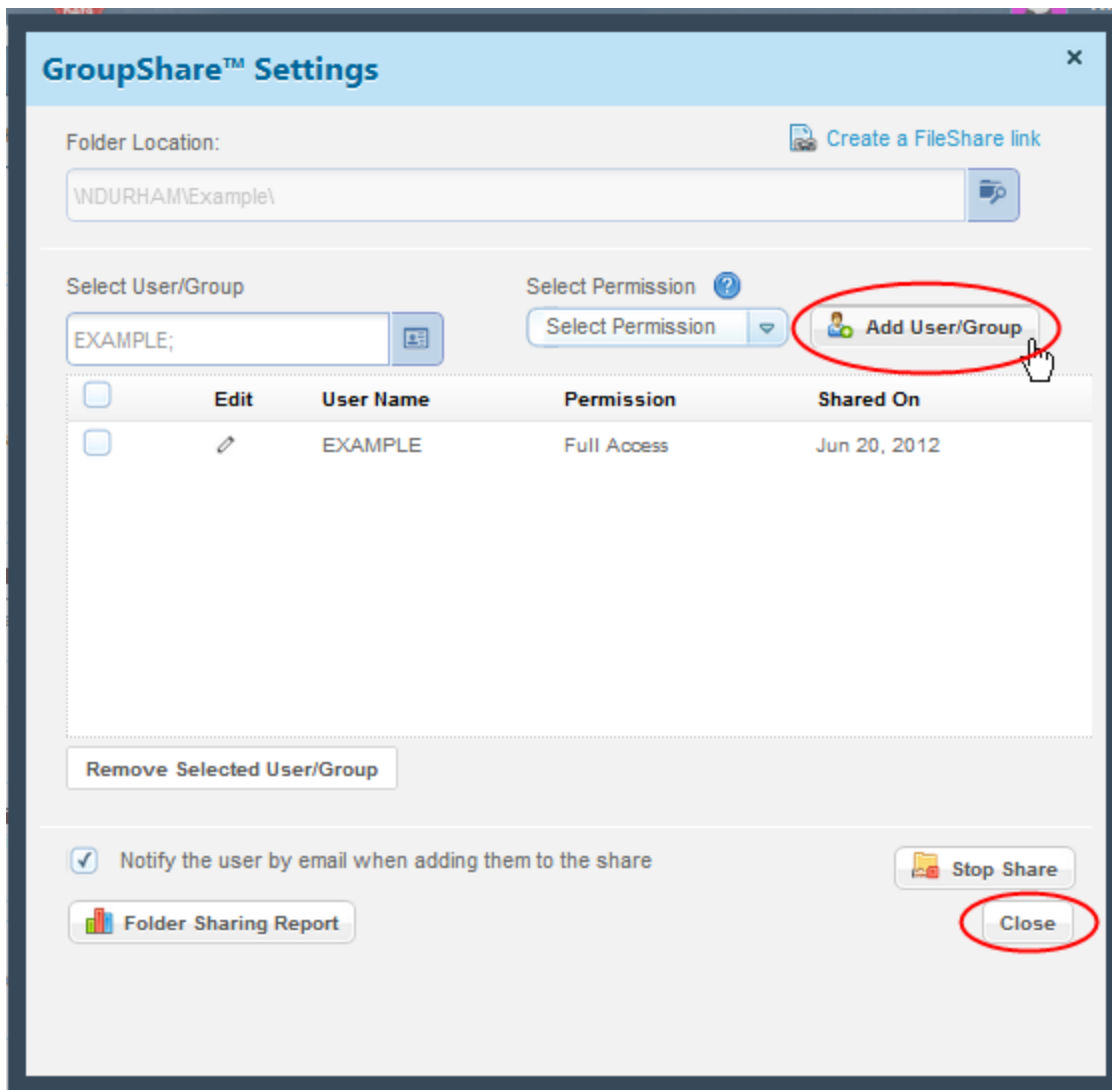 GroupShare™ Settings
×
Folder Location:
Create a FileShare link
\NDURHAM\Example\
Select User/Group
Select Permission ?
EXAMPLE;
Select Permission
Add User/Group
Edit User Name Permission Shared On
EXAMPLE Full Access Jun 20, 2012
Remove Selected User/Group
Notify the user by email when adding them to the share
Stop Share
Folder Sharing Report
Close